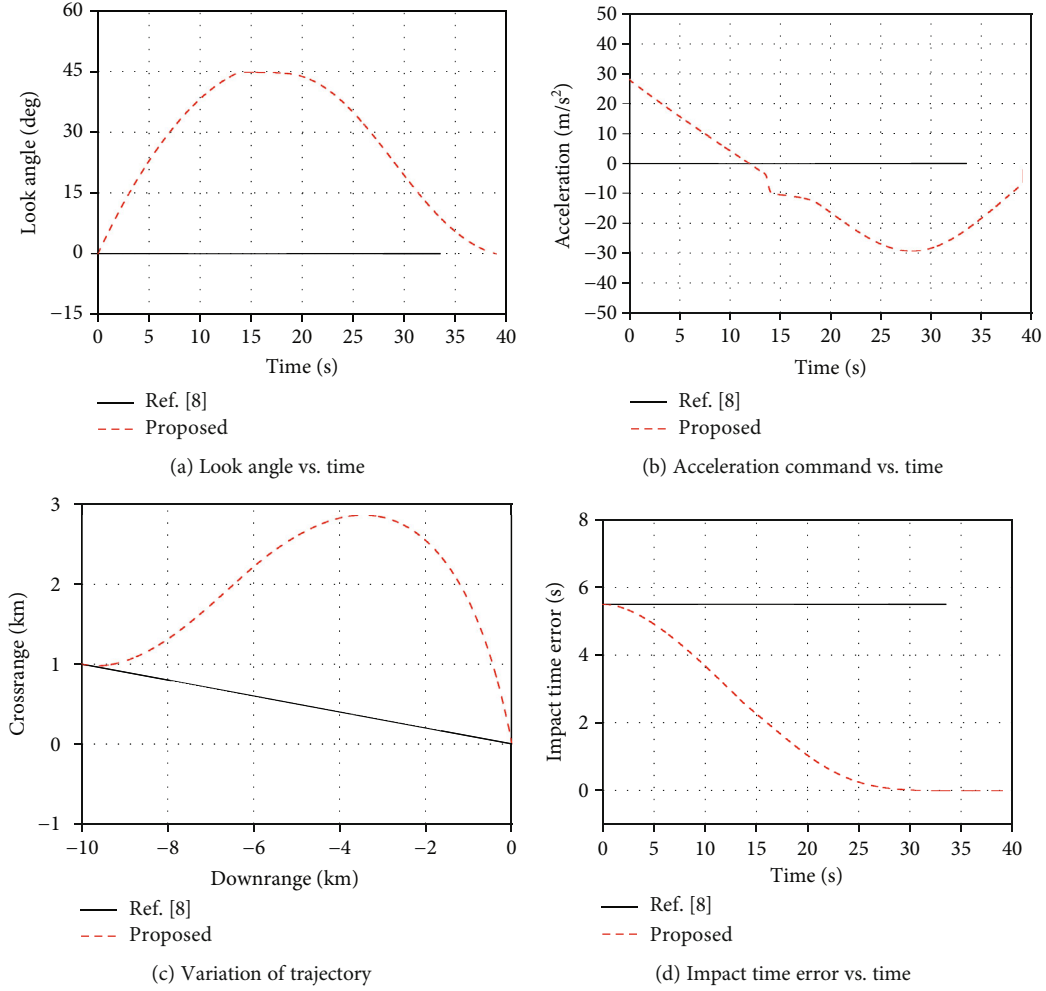 60
45
30
15
0
−15
Look angle (deg)
0 5 10 15 20 25 30 35 40
Time (s)
Ref. [8]
Proposed
(a) Look angle vs. time
50
40
30
20
10
0
−10
−20
−30
−40
−50
Acceleration (m/s²)
0 5 10 15 20 25 30 35 40
Time (s)
Ref. [8]
Proposed
(b) Acceleration command vs. time
3
2
1
0
−1
Crossrange (km)
−10 −8 −6 −4 −2 0
Downrange (km)
Ref. [8]
Proposed
(c) Variation of trajectory
8
6
4
2
0
Impact time error (s)
0 5 10 15 20 25 30 35 40
Time (s)
Ref. [8]
Proposed
(d) Impact time error vs. time